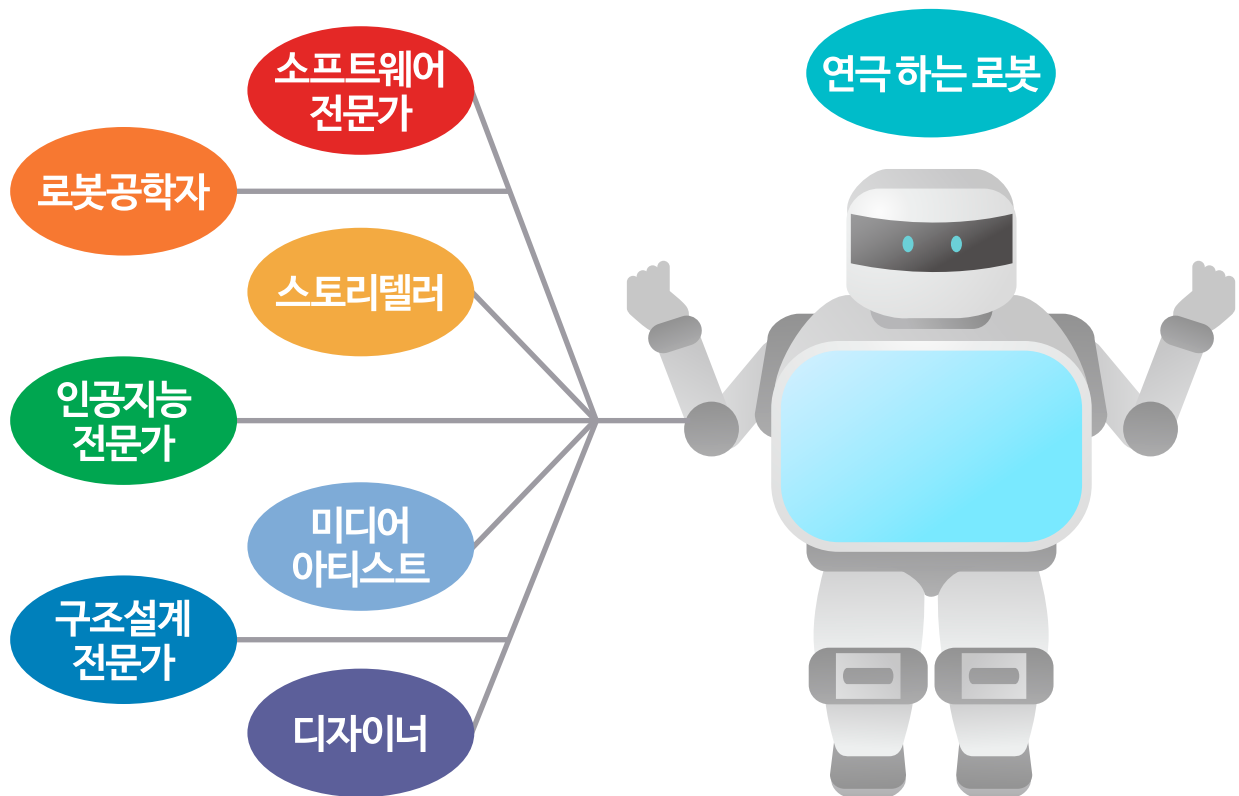 소프트웨어
전문가
연극 하는 로봇
로봇공학자
스토리텔러
인공지능
전문가
미디어
아티스트
구조설계
전문가
디자이너